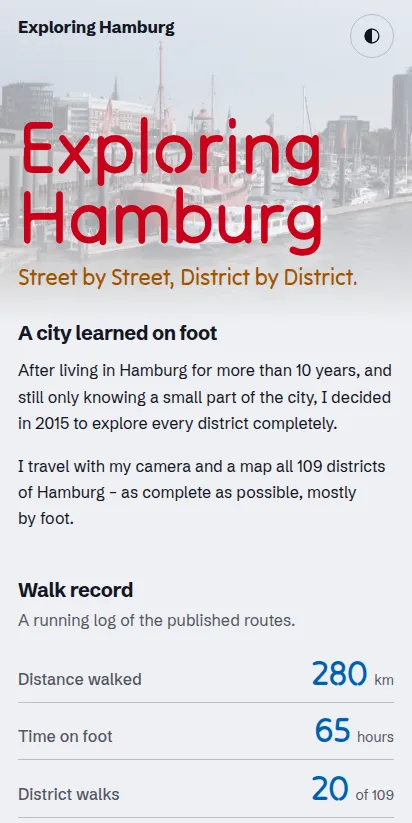 Exploring Hamburg
Exploring
Hamburg
Street by Street, District by District.
A city learned on foot
After living in Hamburg for more than 10 years, and
still only knowing a small part of the city, I decided
in 2015 to explore every district completely.
I travel with my camera and a map all 109 districts
of Hamburg – as complete as possible, mostly
by foot.
Walk record
A running log of the published routes.
Distance walked 280 km
Time on foot 65 hours
District walks 20 of 109